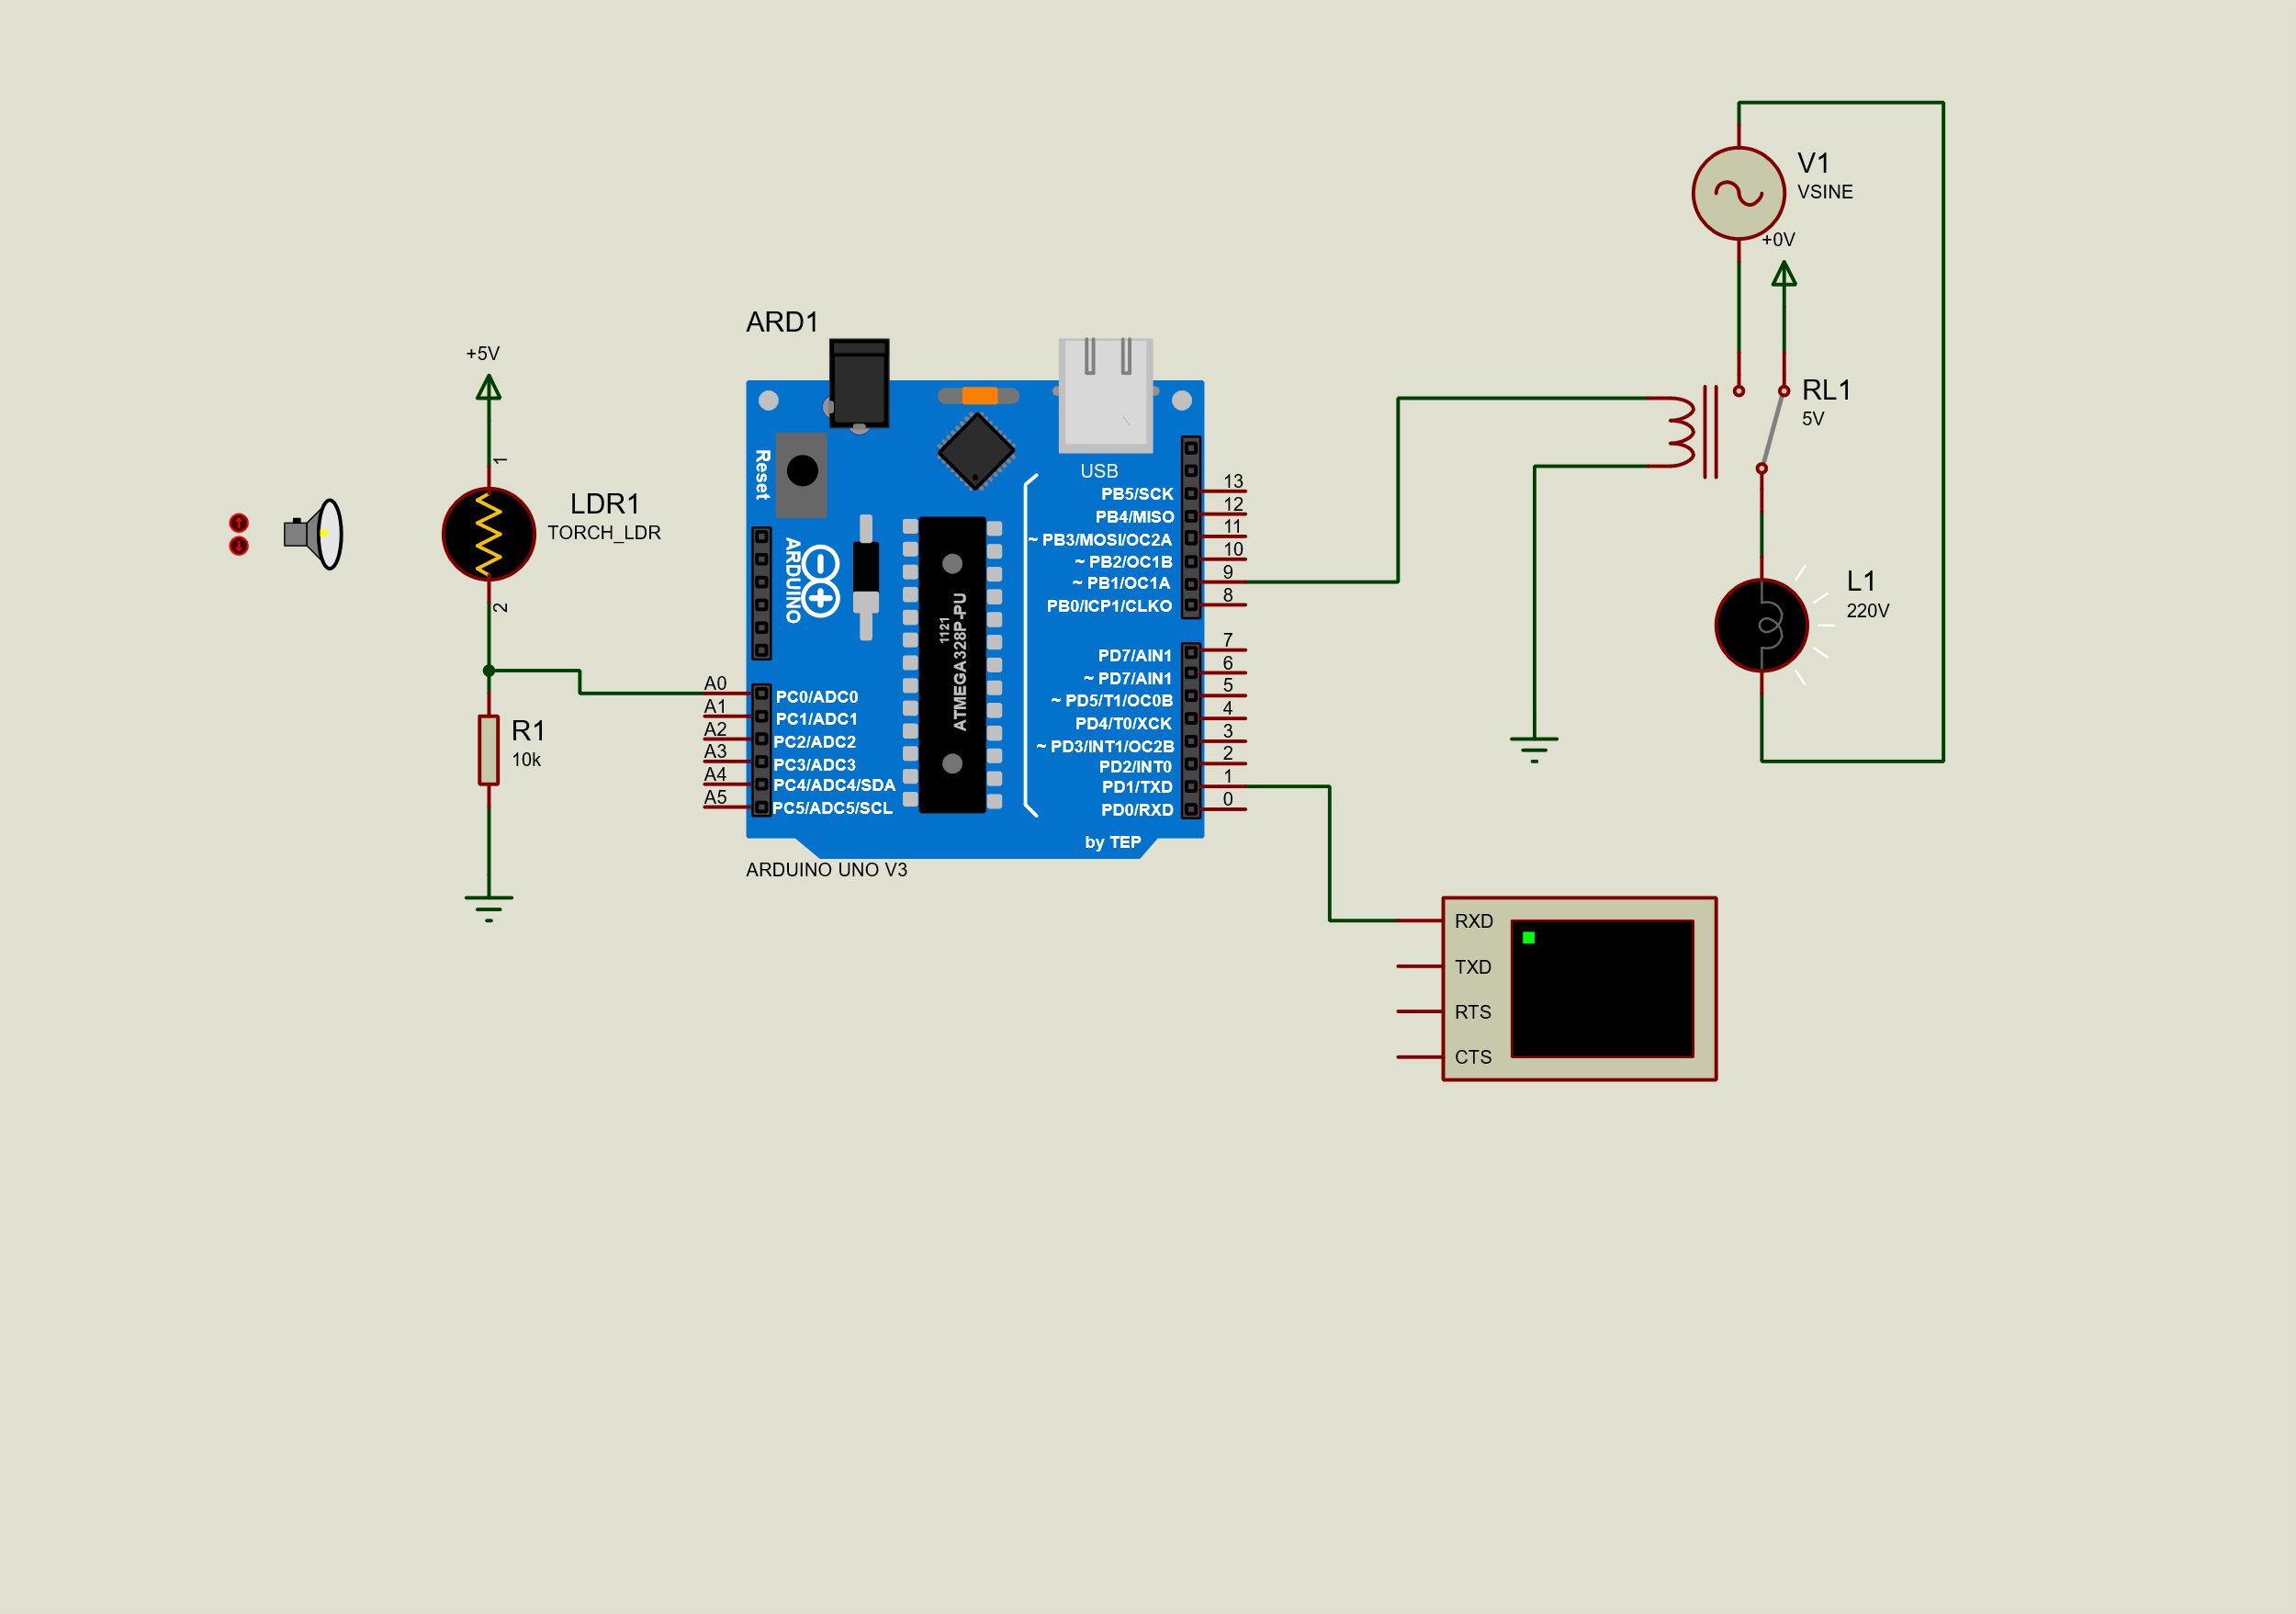 V1
VSINE
+0V
RL1
5V
L1
220V
ARD1
+5V
1
LDR1
TORCH_LDR
2
R1
10k
Reset
ARDUINO
1121
ATMEGA328P-PU
USB
PB5/SCK 13
PB4/MISO 12
~ PB3/MOSI/OC2A 11
~ PB2/OC1B 10
~ PB1/OC1A 9
PB0/ICP1/CLKO 8
PD7/AIN1 7
~ PD7/AIN1 6
~ PD5/T1/OC0B 5
PD4/T0/XCK 4
~ PD3/INT1/OC2B 3
PD2/INT0 2
PD1/TXD 1
PD0/RXD 0
A0 PC0/ADC0
A1 PC1/ADC1
A2 PC2/ADC2
A3 PC3/ADC3
A4 PC4/ADC4/SDA
A5 PC5/ADC5/SCL
by TEP
ARDUINO UNO V3
RXD
TXD
RTS
CTS